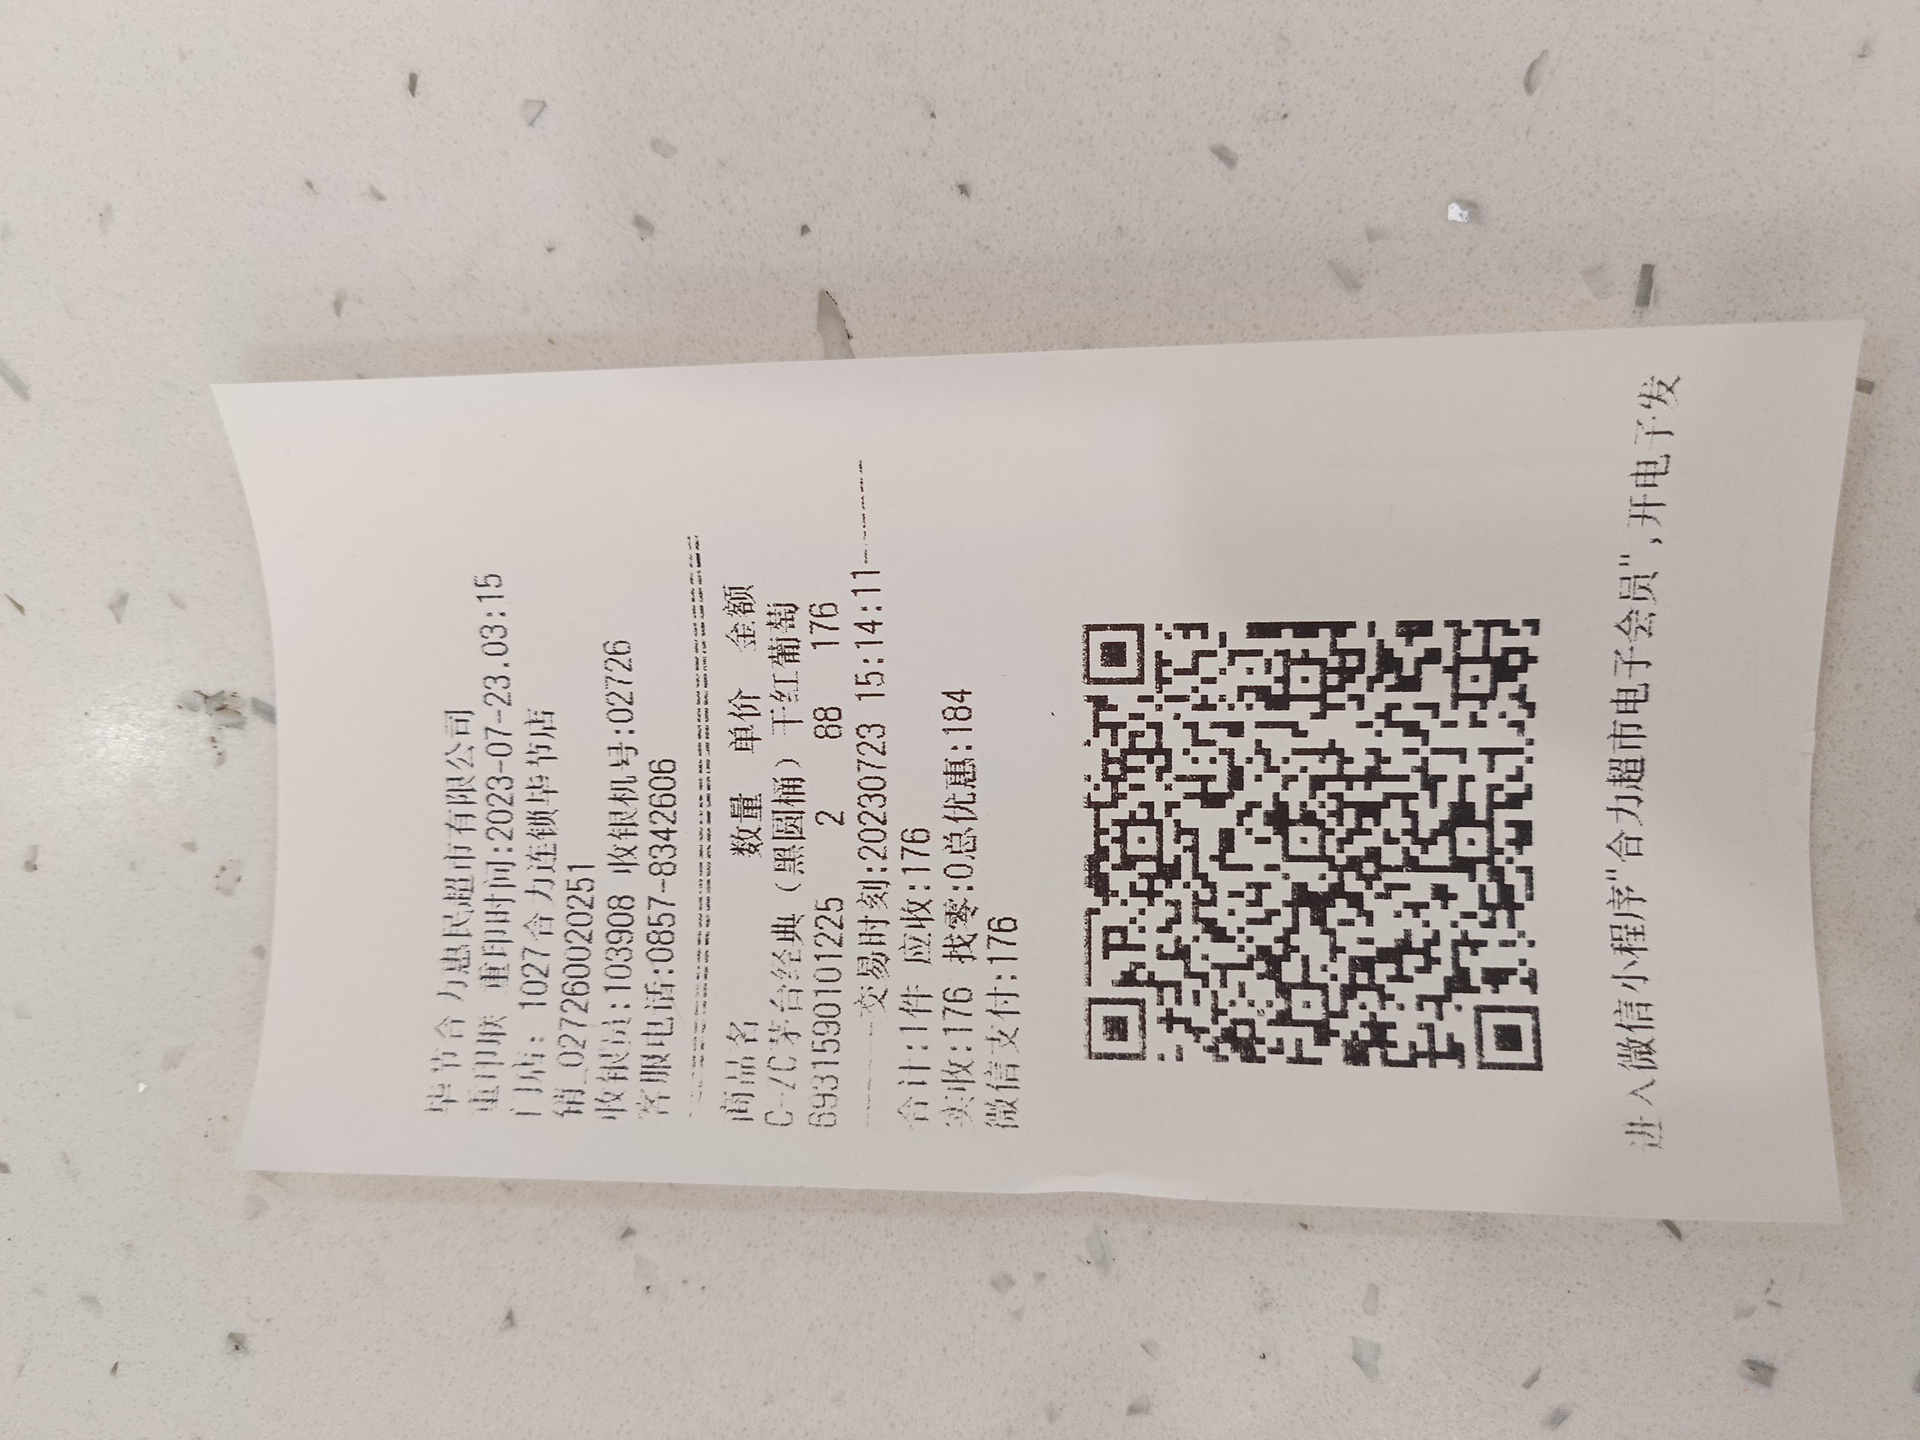 毕节合力惠民超市有限公司
重印联 重印时间:2023-07-23.03:15
门店: 1027合力连锁毕节店
销_0272600020251
收银员:103908 收银机号:02726
客服电话:0857-8342606
商品名 数量 单价 金额
C-ZC茅台经典（黑圆桶）干红葡萄
6931590101225 2 88 176
交易时刻:20230723 15:14:11
合计:1件 应收:176
实收:176 找零:0总优惠:184
微信支付:176
进入微信小程序"合力超市电子会员",开电子发